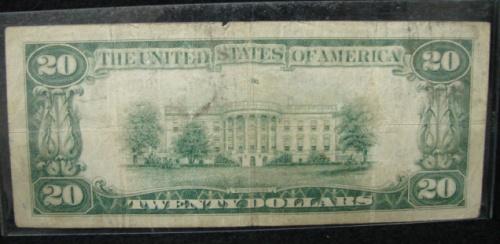 20 THE UNITED STATES OF AMERICA 20
20 TWENTY DOLLARS 20